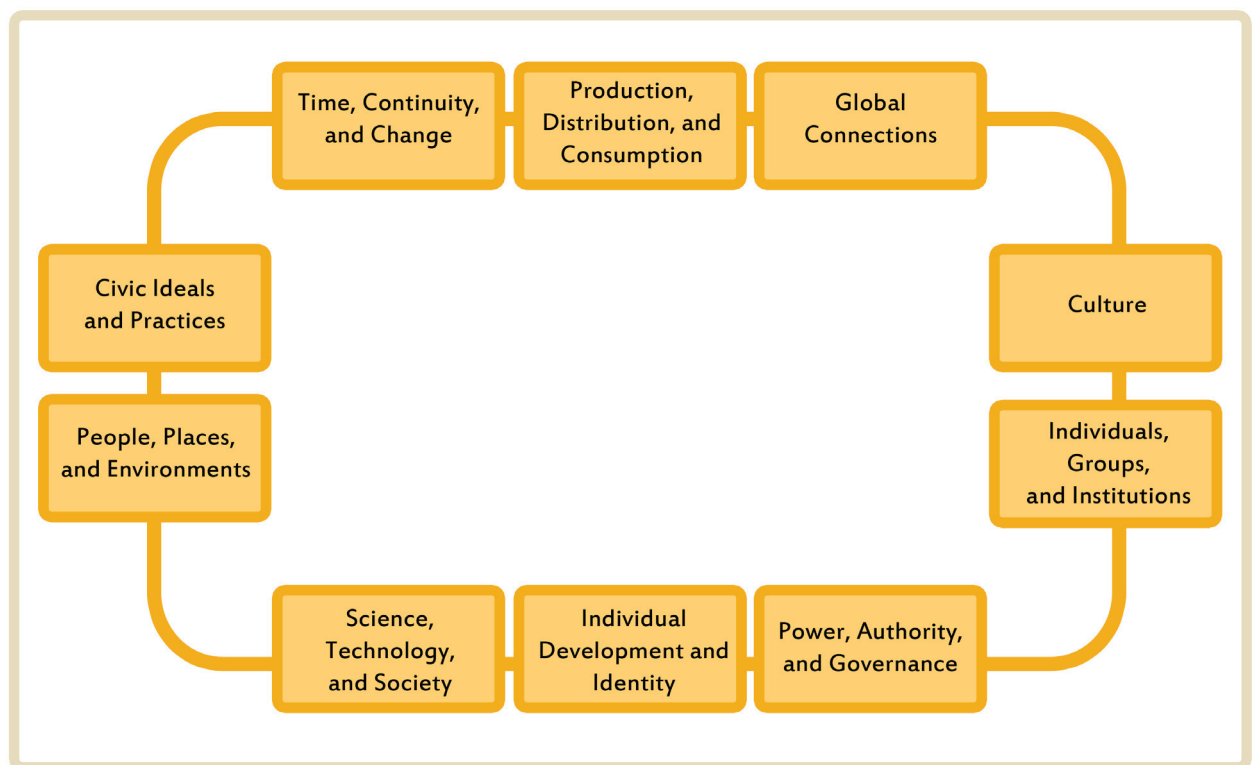 Time, Continuity,
and Change
Production,
Distribution, and
Consumption
Global
Connections
Civic Ideals
and Practices
Culture
People, Places,
and Environments
Individuals,
Groups,
and Institutions
Science,
Technology,
and Society
Individual
Development and
Identity
Power, Authority,
and Governance